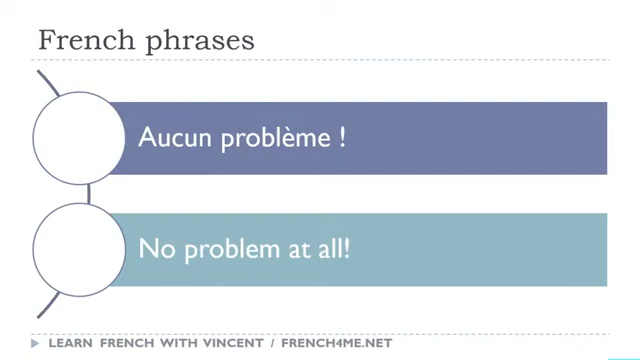 French phrases
Aucun problème !
No problem at all!
LEARN FRENCH WITH VINCENT / FRENCH4ME.NET